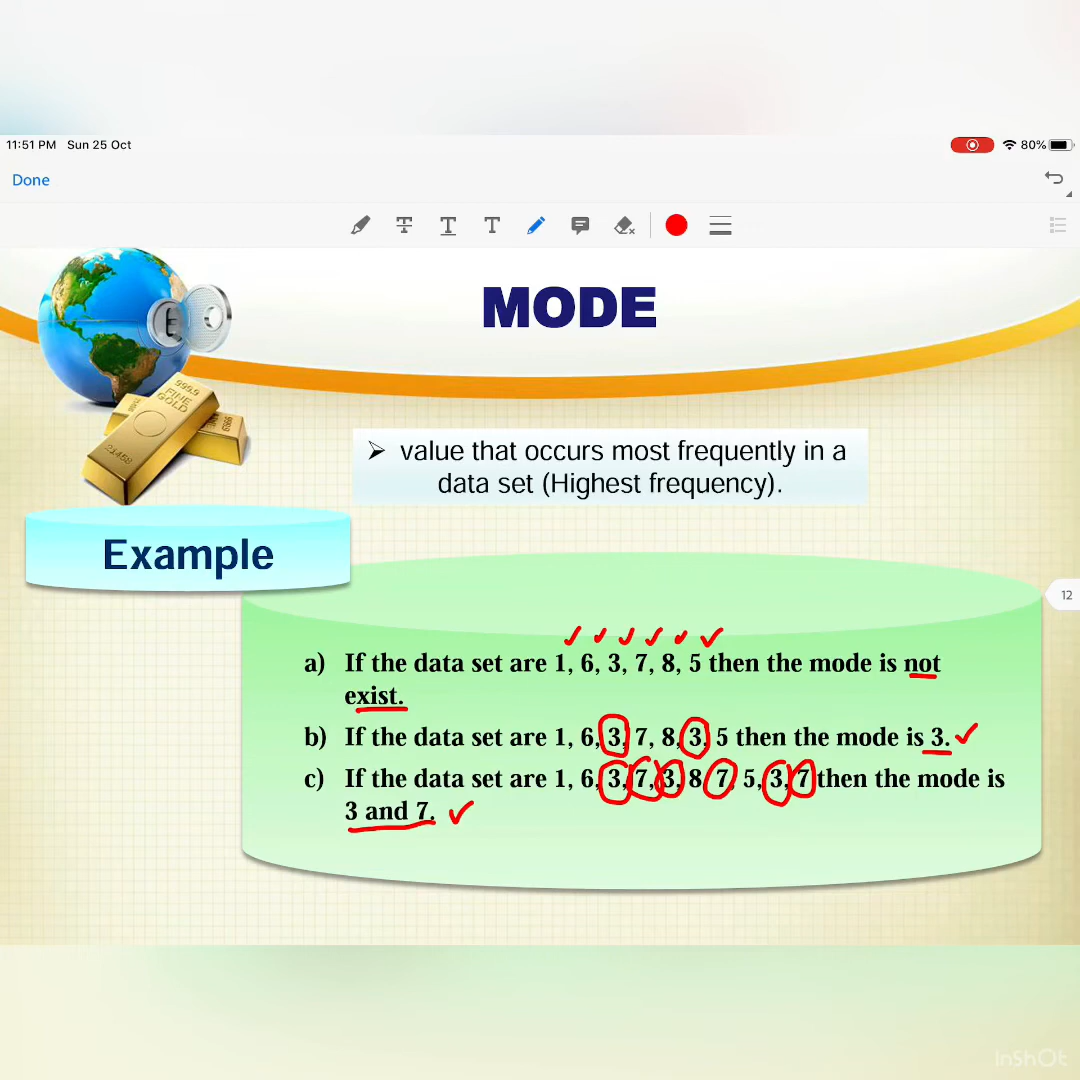 11:51 PM Sun 25 Oct
80%
Done
T T T
MODE
999.9
FINE
GOLD
➢ value that occurs most frequently in a
data set (Highest frequency).
Example
12
a) If the data set are 1, 6, 3, 7, 8, 5 then the mode is not
exist.
b) If the data set are 1, 6, 3, 7, 8, 3, 5 then the mode is 3.
c) If the data set are 1, 6, 3, 7, 3, 8 7, 5, 3, 7 then the mode is
3 and 7.
InShOt